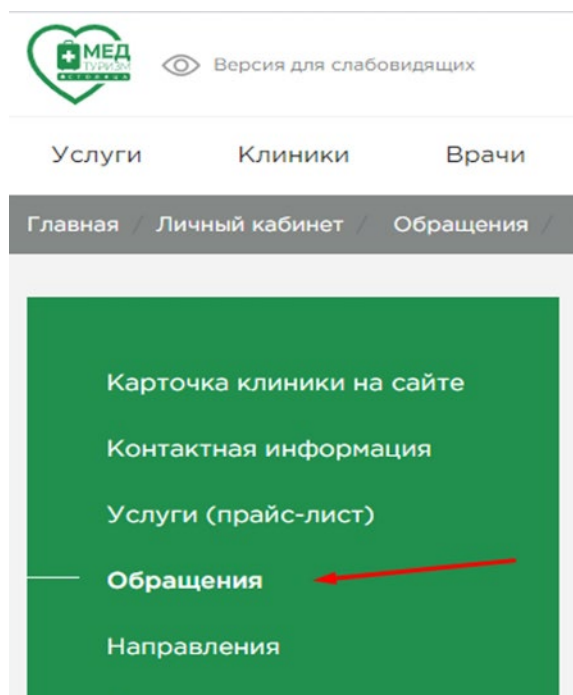 МЕД
ТУРИЗМ
Версия для слабовидящих
Услуги Клиники Врачи
Главная / Личный кабинет / Обращения /
Карточка клиники на сайте
Контактная информация
Услуги (прайс-лист)
Обращения
Направления